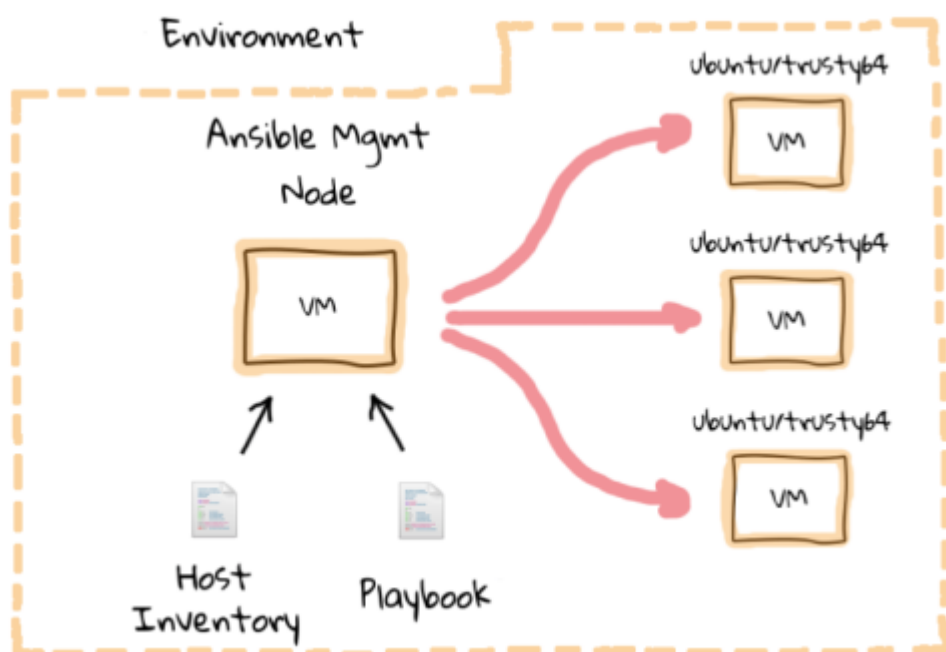 Environment
Ansible Mgmt
Node
VM
Host
Inventory
Playbook
ubuntu/trusty64
VM
ubuntu/trusty64
VM
ubuntu/trusty64
VM